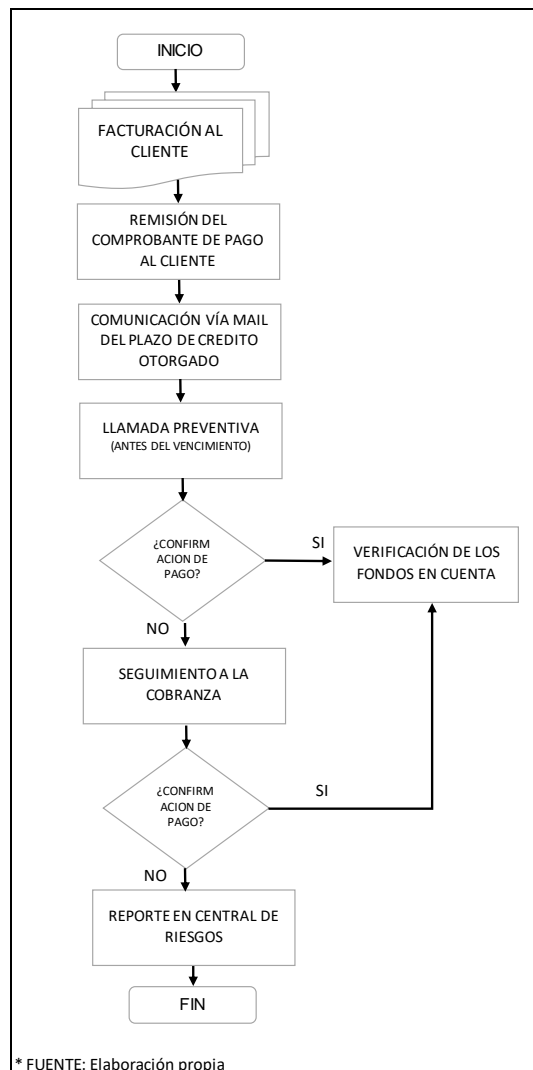 INICIO
FACTURACIÓN AL
CLIENTE
REMISIÓN DEL
COMPROBANTE DE PAGO
AL CLIENTE
COMUNICACIÓN VÍA MAIL
DEL PLAZO DE CREDITO
OTORGADO
LLAMADA PREVENTIVA
(ANTES DEL VENCIMIENTO)
¿CONFIRM
ACION DE
PAGO?
SI
VERIFICACIÓN DE LOS
FONDOS EN CUENTA
NO
SEGUIMIENTO A LA
COBRANZA
¿CONFIRM
ACION DE
PAGO?
SI
NO
REPORTE EN CENTRAL DE
RIESGOS
FIN
* FUENTE: Elaboración propia